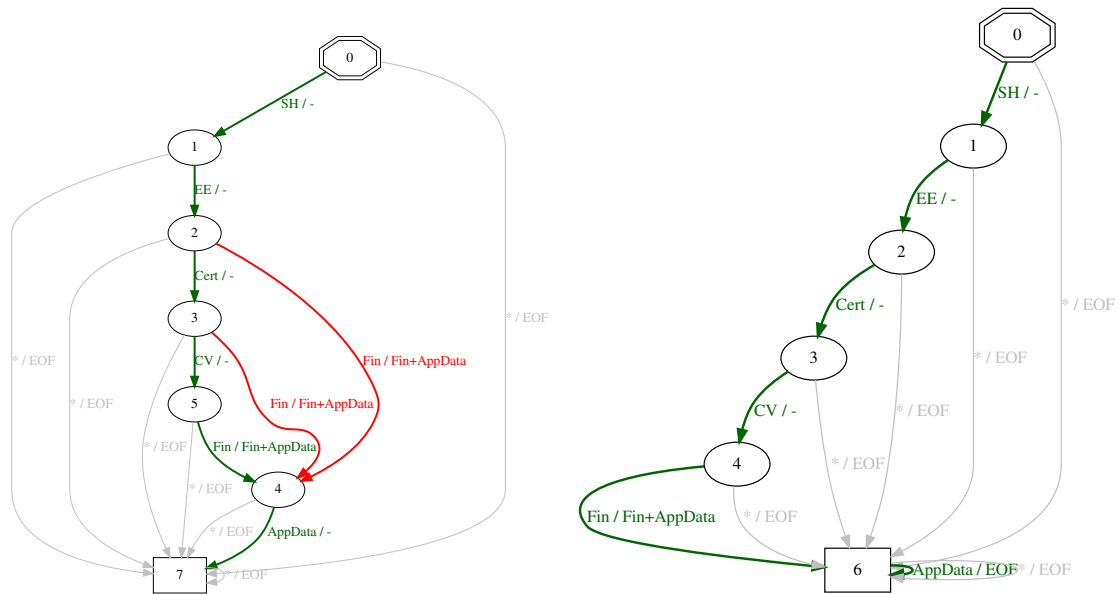 0
SH / -
1
EE / -
2
Cert / -
3
* / EOF
* / EOF
Fin / Fin+AppData
CV / -
* / EOF
Fin / Fin+AppData
5
Fin / Fin+AppData
* / EOF
* / EOF
4
* / EOF
AppData / -
7
* / EOF
0
SH / -
1
EE / -
2
Cert / -
* / EOF
3
* / EOF
CV / -
* / EOF
4
* / EOF
Fin / Fin+AppData
* / EOF
6
AppData / EOF
* / EOF